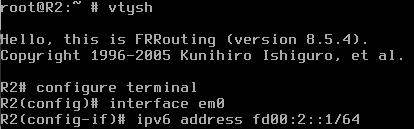 root@R2:~ # vtysh
Hello, this is FRRouting (version 8.5.4).
Copyright 1996-2005 Kunihiro Ishiguro, et al.
R2# configure terminal
R2(config)# interface em0
R2(config-if)# ipv6 address fd00:2::1/64